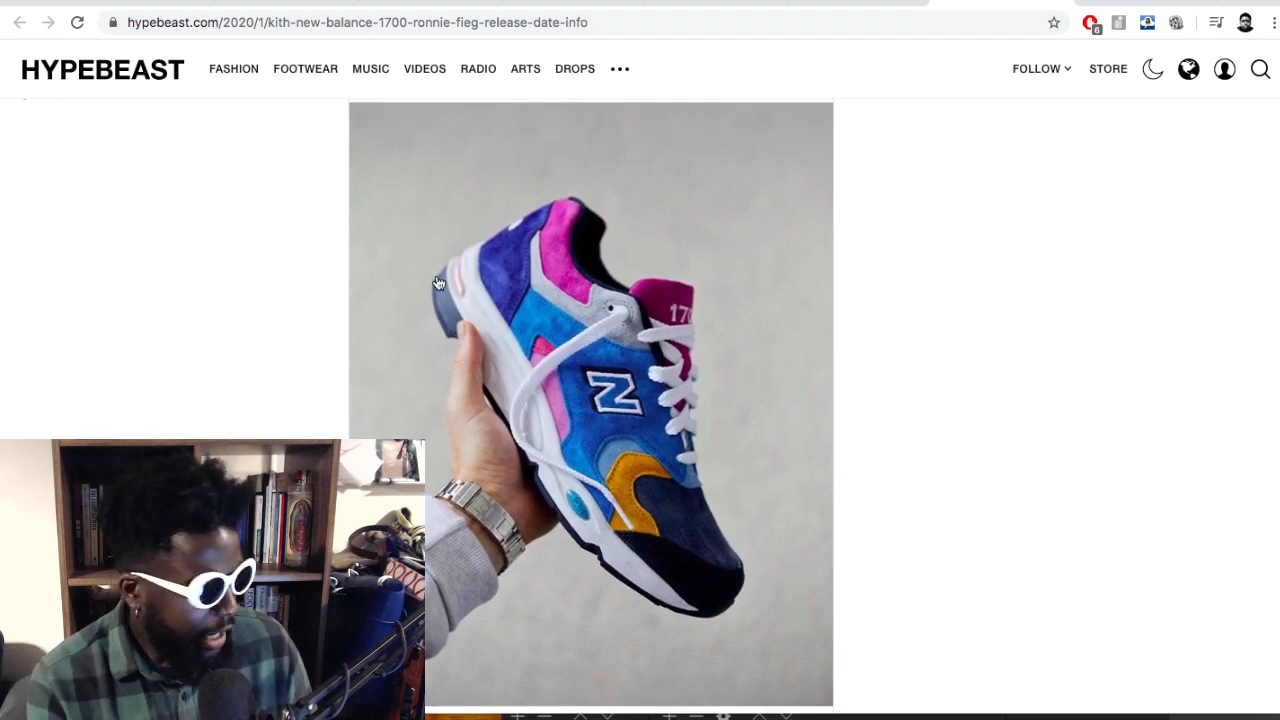 hypebeast.com/2020/1/kith-new-balance-1700-ronnie-fieg-release-date-info
6
HYPEBEAST FASHION FOOTWEAR MUSIC VIDEOS RADIO ARTS DROPS ••• FOLLOW STORE
170
N